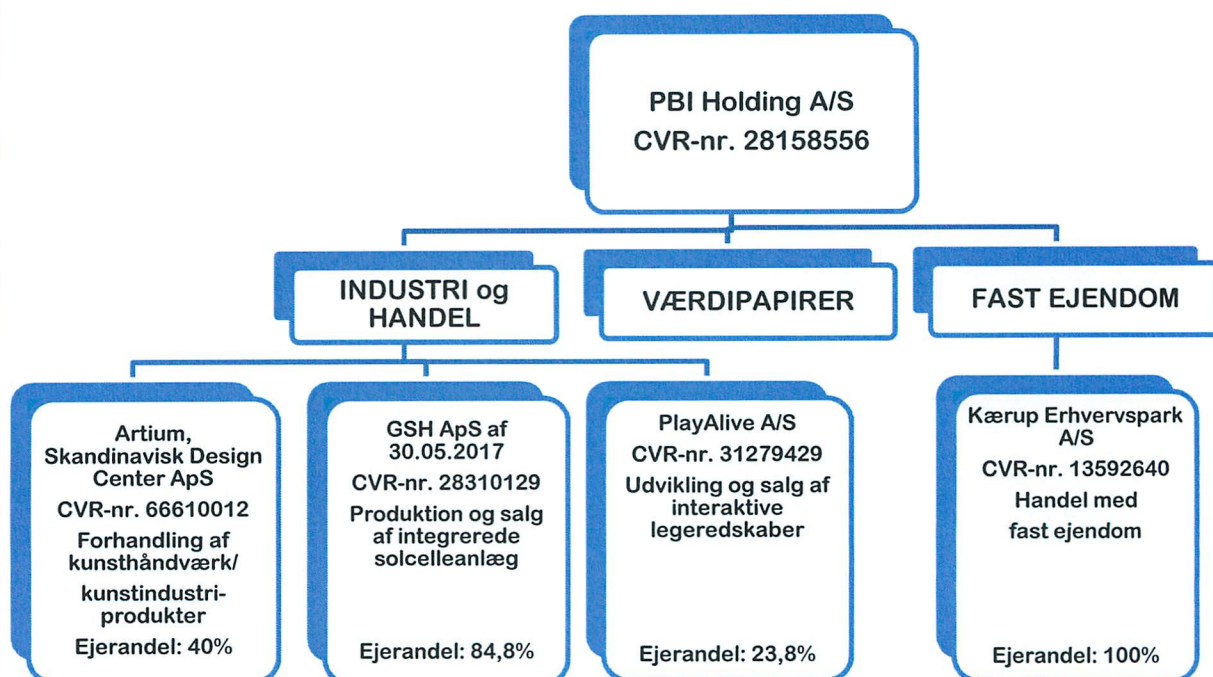 PBI Holding A/S
CVR-nr. 28158556
INDUSTRI og
HANDEL
VÆRDIPAPIRER
FAST EJENDOM
Artium,
Skandinavisk Design
Center ApS
CVR-nr. 66610012
Forhandling af
kunsthåndværk/
kunstindustri-
produkter
Ejerandel: 40%
GSH ApS af
30.05.2017
CVR-nr. 28310129
Produktion og salg
af integrerede
solcelleanlæg
Ejerandel: 84,8%
PlayAlive A/S
CVR-nr. 31279429
Udvikling og salg af
interaktive
legeredskaber
Ejerandel: 23,8%
Kærup Erhvervspark
A/S
CVR-nr. 13592640
Handel med
fast ejendom
Ejerandel: 100%